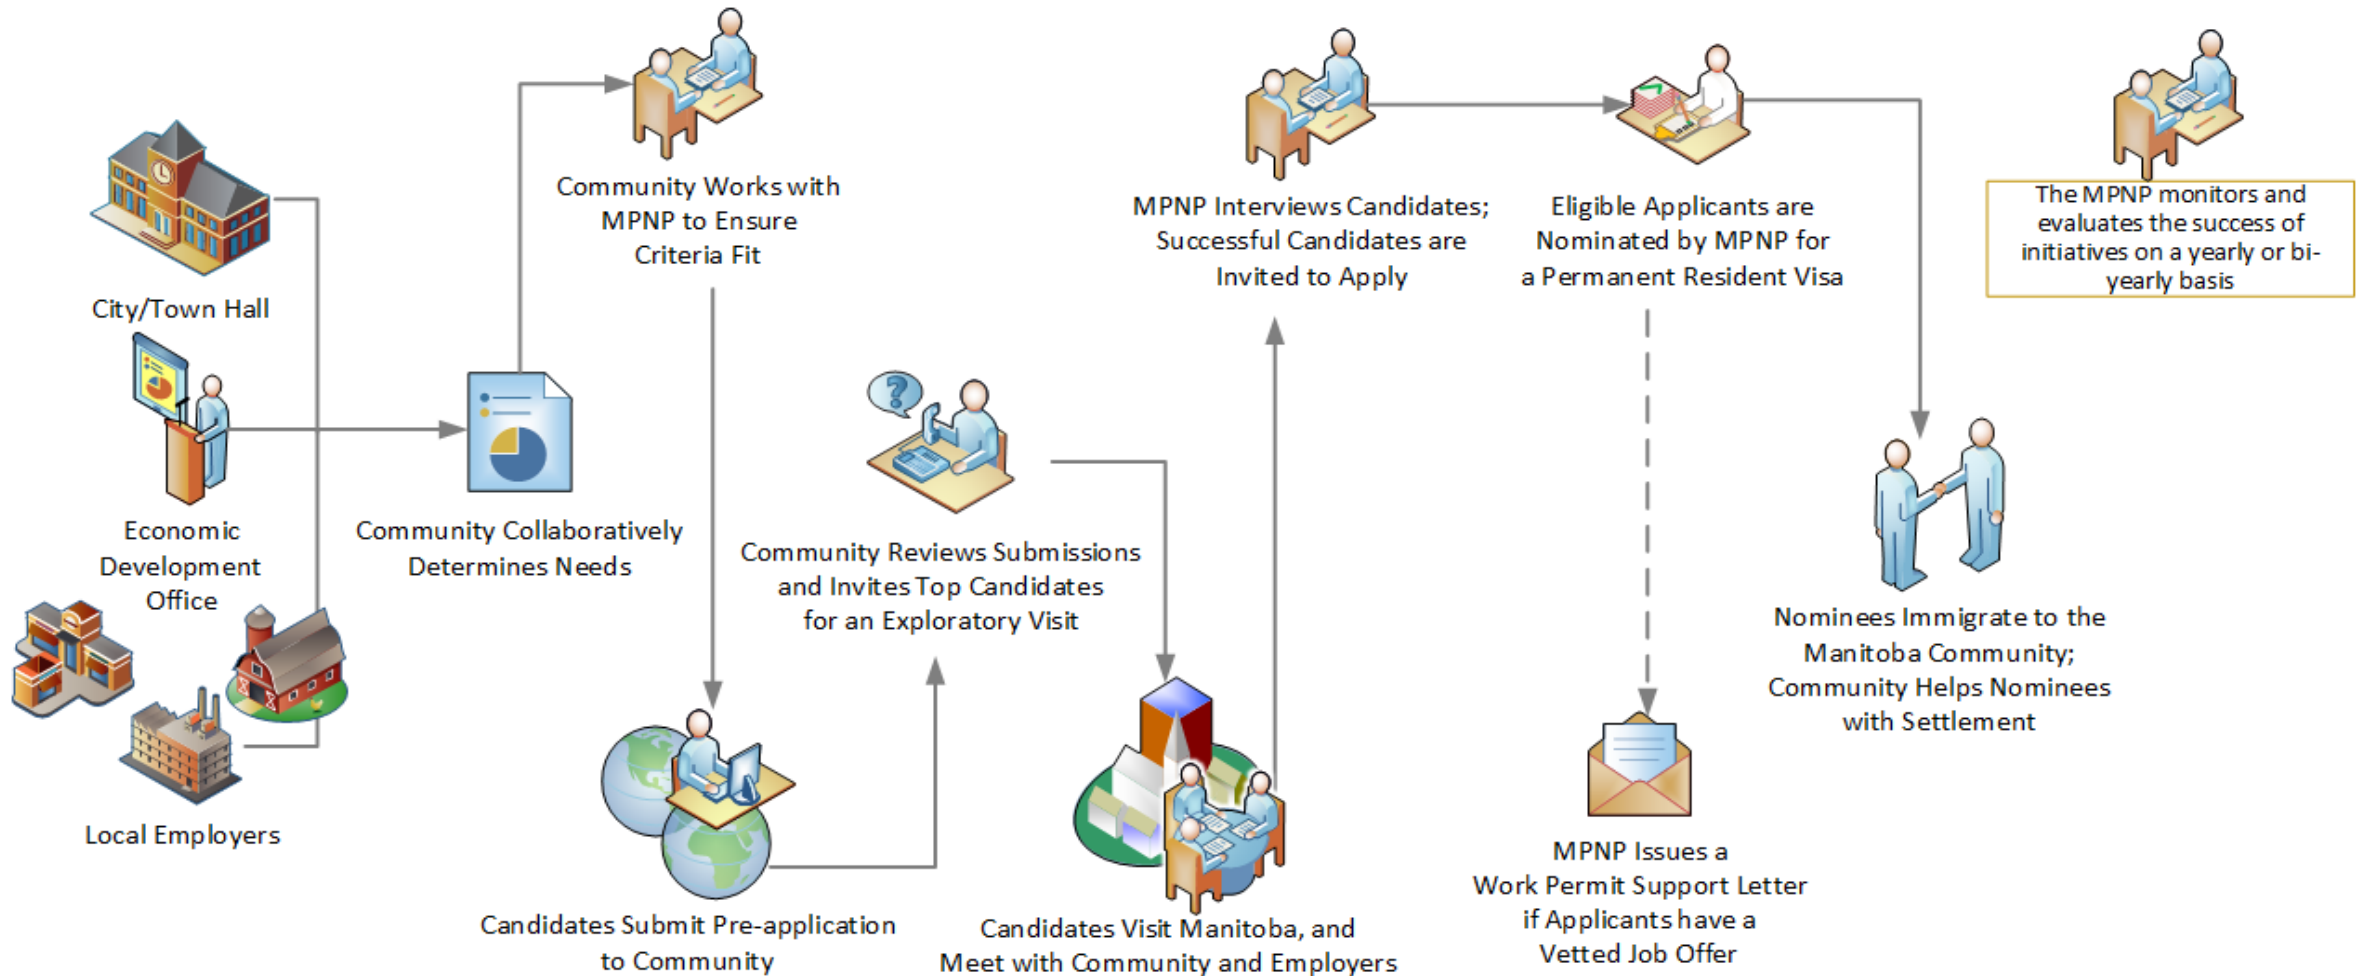 City/Town Hall
Economic
Development
Office
Local Employers
Community Collaboratively
Determines Needs
Community Works with
MPNP to Ensure
Criteria Fit
Candidates Submit Pre-application
to Community
?
Community Reviews Submissions
and Invites Top Candidates
for an Exploratory Visit
Candidates Visit Manitoba, and
Meet with Community and Employers
MPNP Interviews Candidates;
Successful Candidates are
Invited to Apply
Eligible Applicants are
Nominated by MPNP for
a Permanent Resident Visa
MPNP Issues a
Work Permit Support Letter
if Applicants have a
Vetted Job Offer
Nominees Immigrate to the
Manitoba Community;
Community Helps Nominees
with Settlement
The MPNP monitors and
evaluates the success of
initiatives on a yearly or bi-
yearly basis